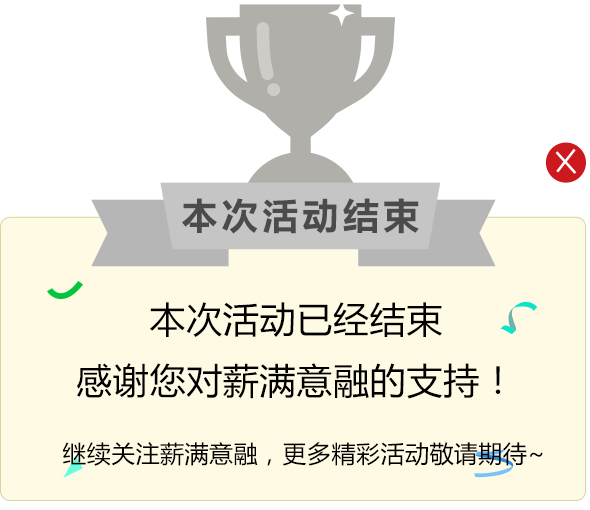 本次活动结束
本次活动已经结束
感谢您对薪满意融的支持！
继续关注薪满意融，更多精彩活动敬请期待~